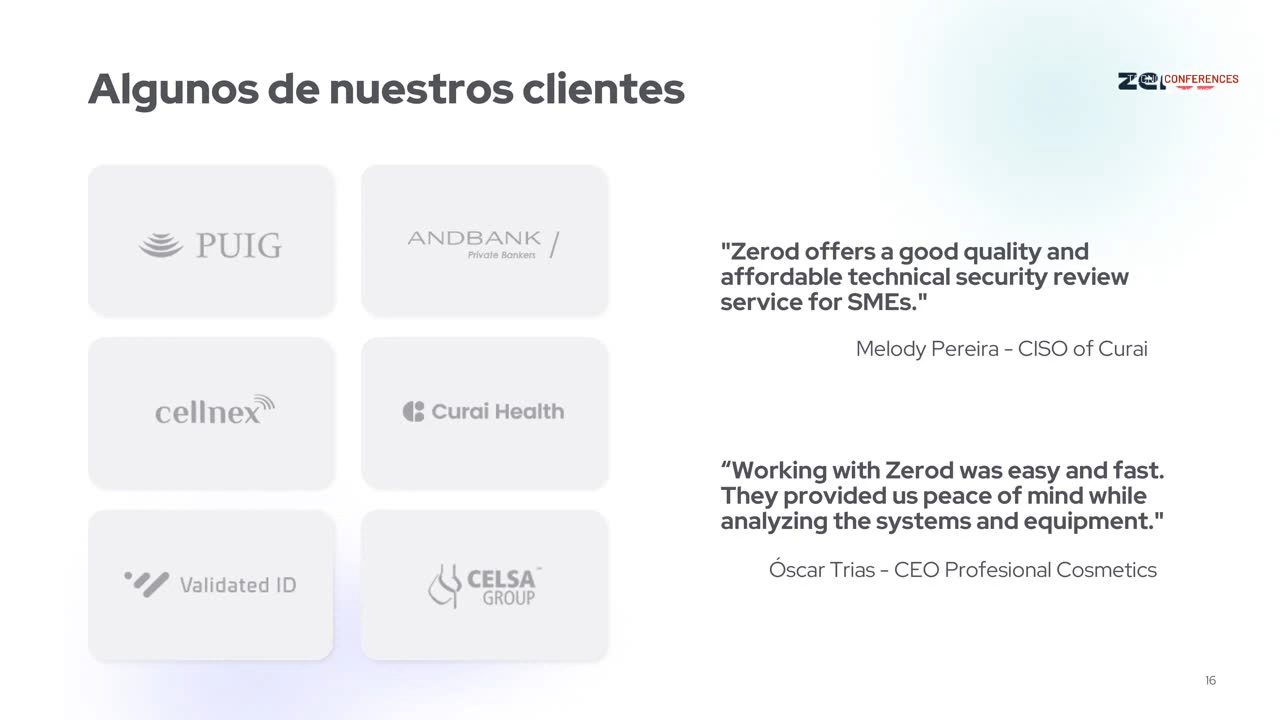 Algunos de nuestros clientes
CONFERENCES
PUIG
ANDBANK /
Private Bankers
cellnex
Curai Health
Validated ID
CELSA™
GROUP
"Zerod offers a good quality and
affordable technical security review
service for SMEs."
Melody Pereira - CISO of Curai
“Working with Zerod was easy and fast.
They provided us peace of mind while
analyzing the systems and equipment."
Óscar Trias - CEO Profesional Cosmetics
16